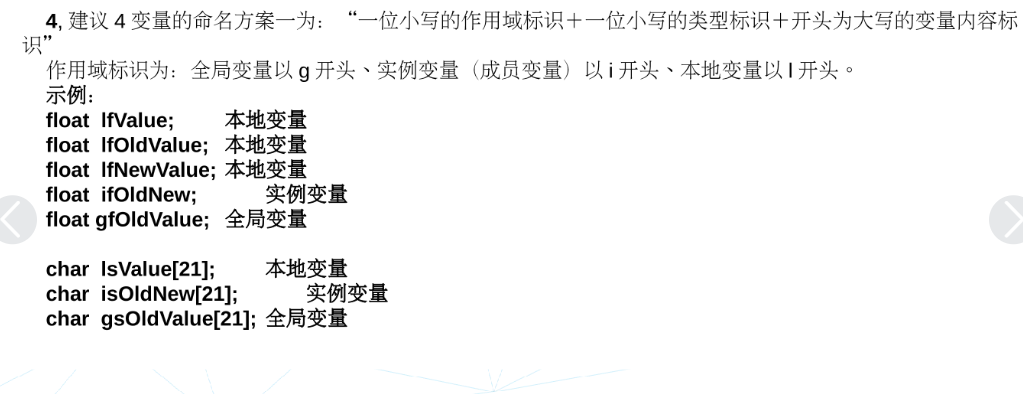 4, 建议 4 变量的命名方案一为： “一位小写的作用域标识＋一位小写的类型标识＋开头为大写的变量内容标
识”
作用域标识为：全局变量以 g 开头、实例变量（成员变量）以 i 开头、本地变量以 l 开头。
示例：
float lfValue; 本地变量
float lfOldValue; 本地变量
float lfNewValue; 本地变量
float ifOldNew; 实例变量
float gfOldValue; 全局变量
char lsValue[21]; 本地变量
char isOldNew[21]; 实例变量
char gsOldValue[21]; 全局变量